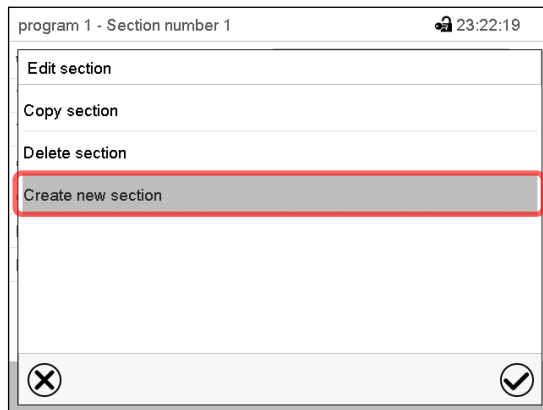 program 1 - Section number 1 23:22:19
Edit section
Copy section
Delete section
Create new section